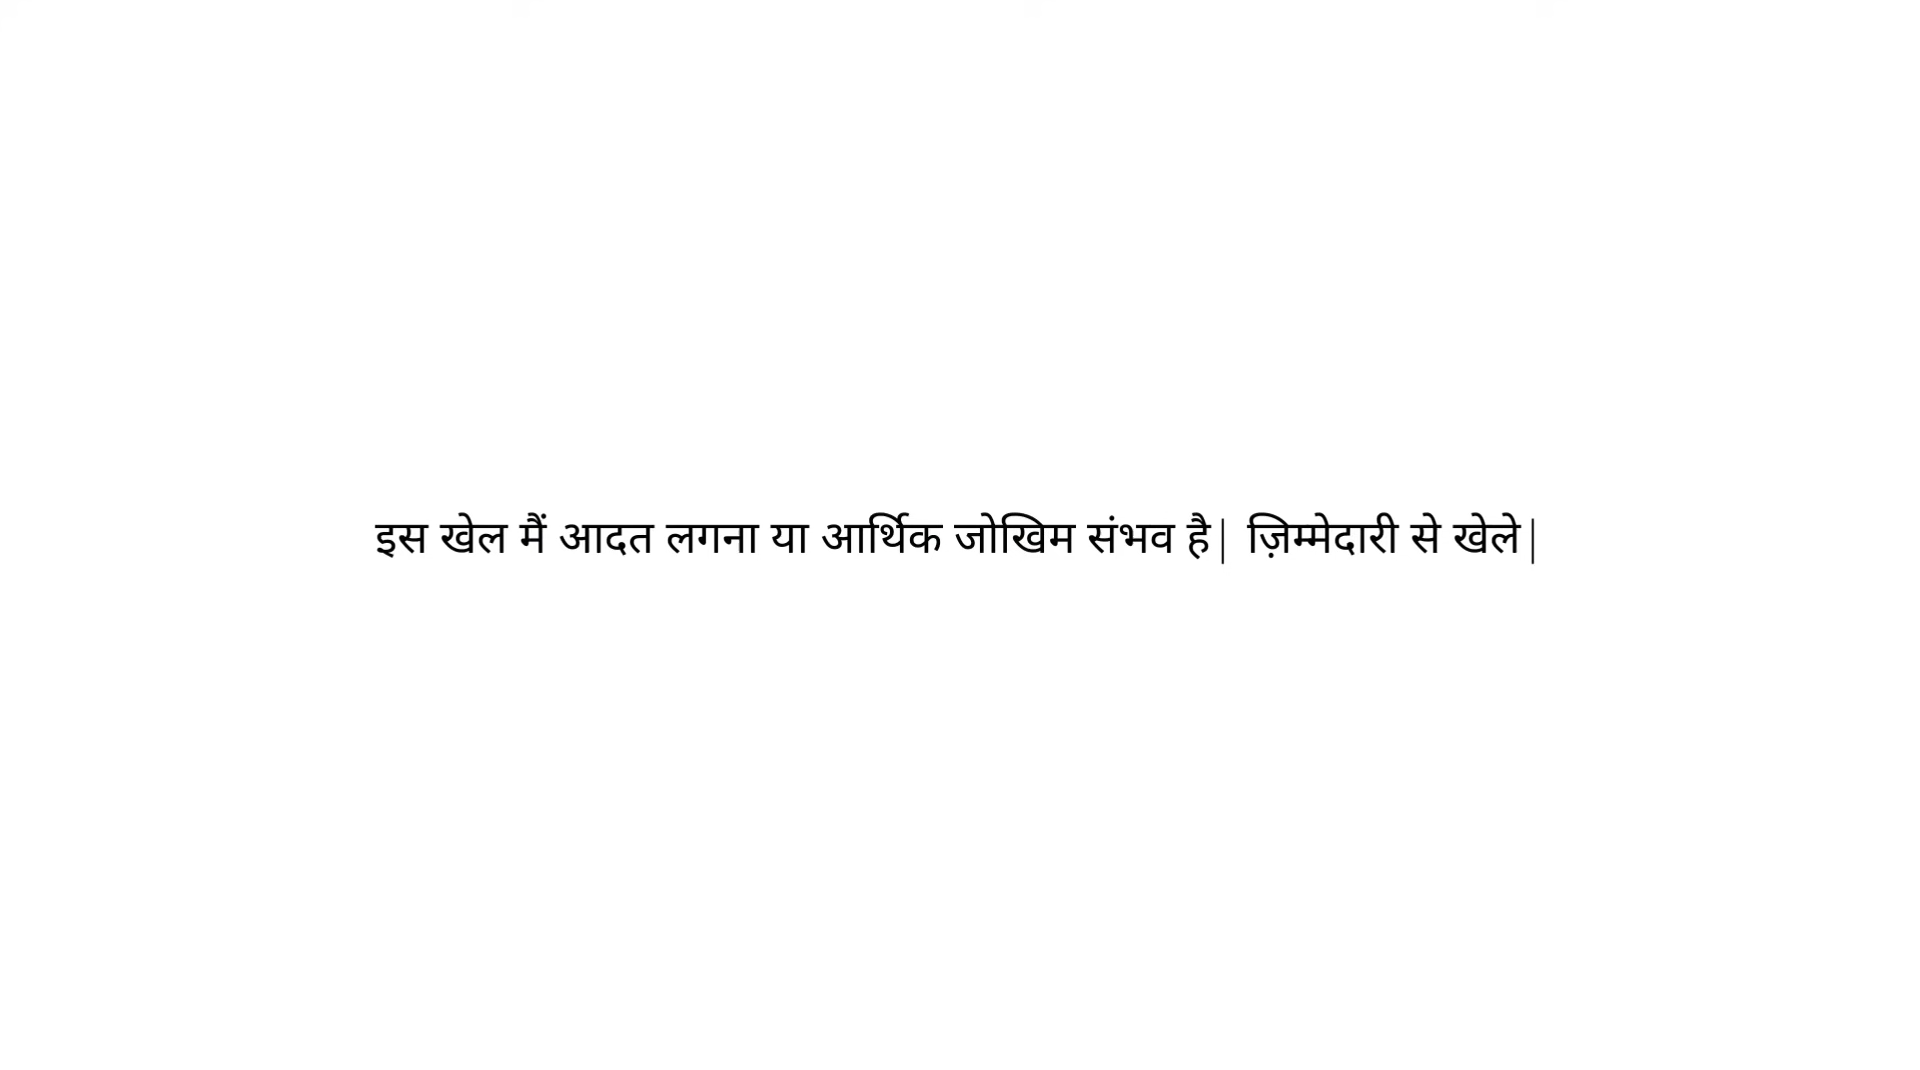 इस खेल मैं आदत लगना या आर्थिक जोखिम संभव है| ज़िम्मेदारी से खेले|